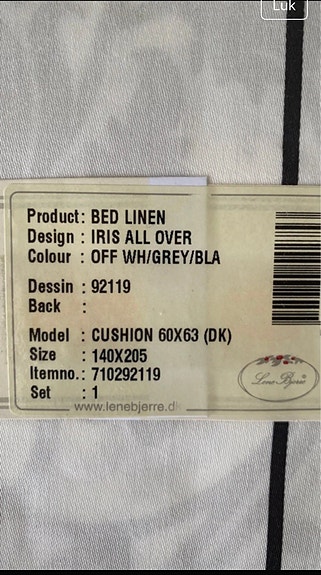 Luk
Product: BED LINEN
Design : IRIS ALL OVER
Colour : OFF WH/GREY/BLA
Dessin : 92119
Back :
Model : CUSHION 60X63 (DK)
Size : 140X205
Itemno.: 710292119
Set : 1
Lene Bjerre
www.lenebjerre.dk